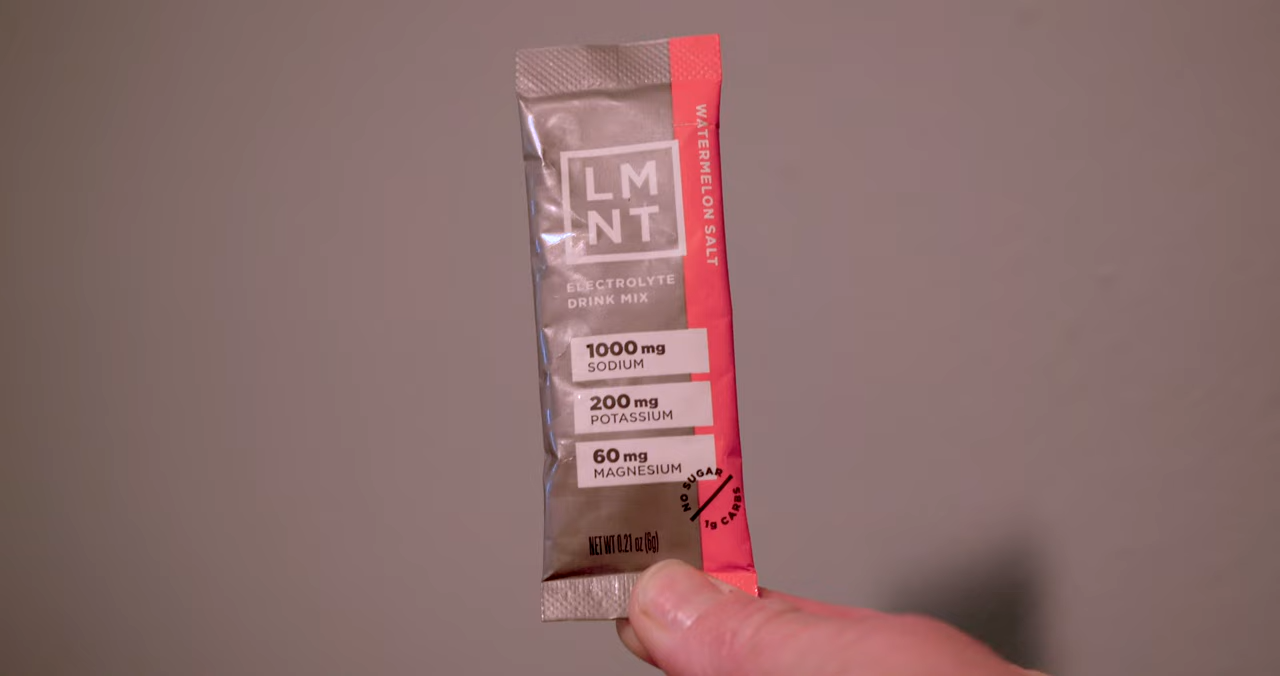 WATERMELON SALT
LM
NT
ELECTROLYTE
DRINK MIX
1000 mg
SODIUM
200 mg
POTASSIUM
60 mg
MAGNESIUM
NO SUGAR
1g CARBS
NET WT 0.21 oz (6g)